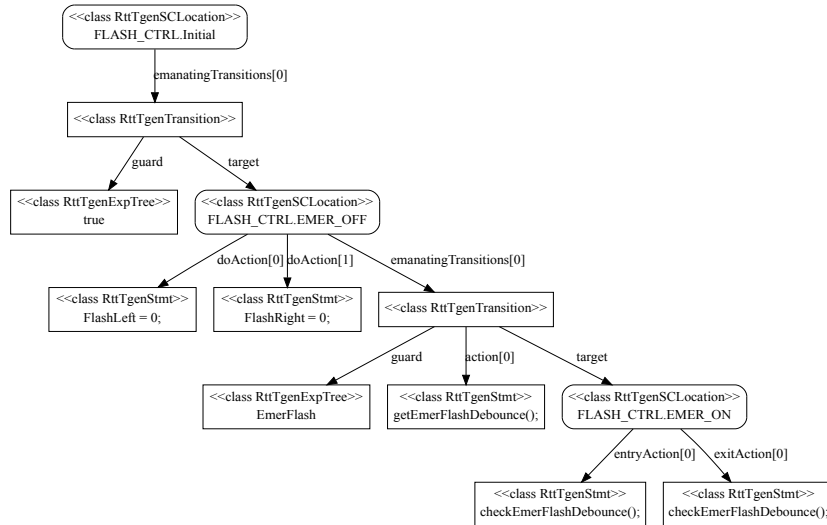 <<class RttTgenSCLocation>>
FLASH_CTRL.Initial
emanatingTransitions[0]
<<class RttTgenTransition>>
guard
target
<<class RttTgenExpTree>>
true
<<class RttTgenSCLocation>>
FLASH_CTRL.EMER_OFF
doAction[0]
doAction[1]
emanatingTransitions[0]
<<class RttTgenStmt>>
FlashLeft = 0;
<<class RttTgenStmt>>
FlashRight = 0;
<<class RttTgenTransition>>
guard
action[0]
target
<<class RttTgenExpTree>>
EmerFlash
<<class RttTgenStmt>>
getEmerFlashDebounce();
<<class RttTgenSCLocation>>
FLASH_CTRL.EMER_ON
entryAction[0]
exitAction[0]
<<class RttTgenStmt>>
checkEmerFlashDebounce();
<<class RttTgenStmt>>
checkEmerFlashDebounce();